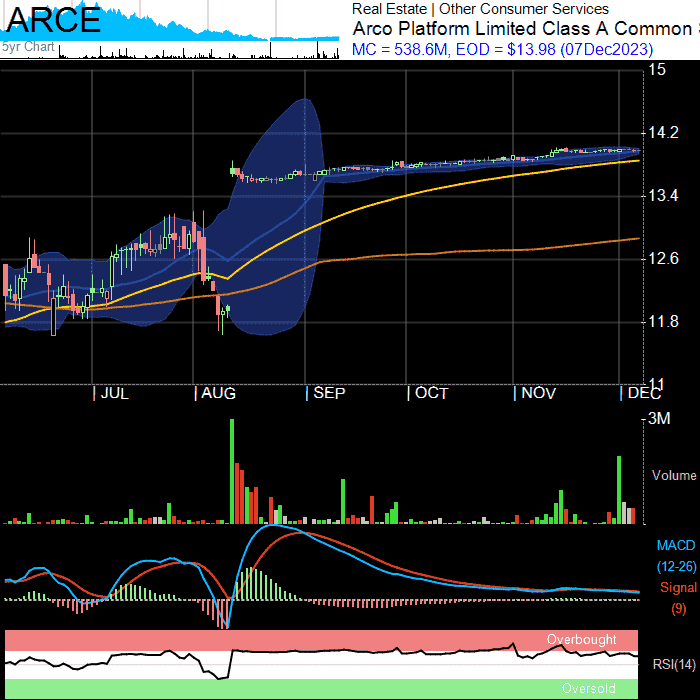 ARCE
5yr Chart
Real Estate | Other Consumer Services
Arco Platform Limited Class A Common
MC = 538.6M, EOD = $13.98 (07Dec2023)
15
14.2
13.4
12.6
11.8
11
JUL AUG SEP OCT NOV DEC
3M
Volume
MACD
(12-26)
Signal
(9)
Overbought
RSI(14)
Oversold